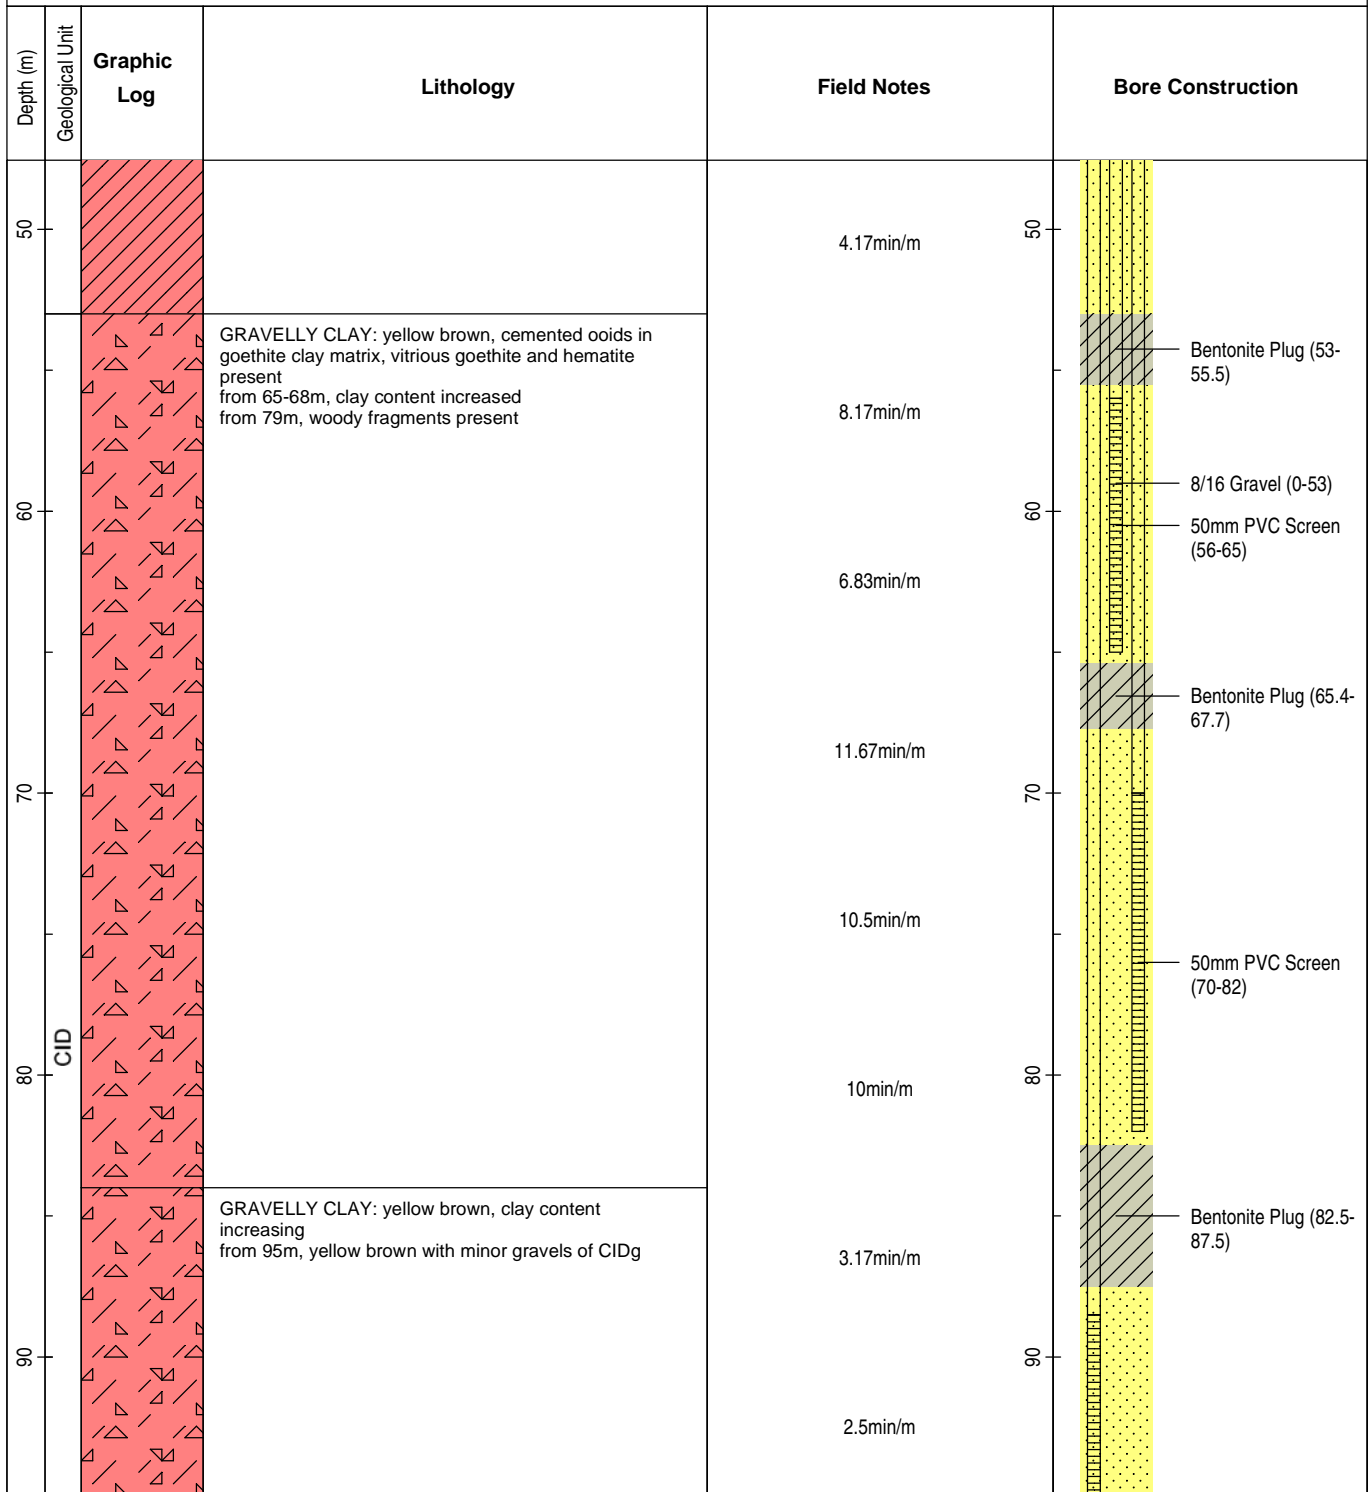 Depth (m)
Geological Unit
Graphic
Log
Lithology
Field Notes
Bore Construction
50
4.17min/m
50
GRAVELLY CLAY: yellow brown, cemented ooids in
goethite clay matrix, vitrious goethite and hematite
present
from 65-68m, clay content increased
from 79m, woody fragments present
Bentonite Plug (53-
55.5)
8.17min/m
8/16 Gravel (0-53)
60
60
50mm PVC Screen
(56-65)
6.83min/m
Bentonite Plug (65.4-
67.7)
11.67min/m
70
70
10.5min/m
50mm PVC Screen
(70-82)
CID
80
10min/m
80
GRAVELLY CLAY: yellow brown, clay content
increasing
from 95m, yellow brown with minor gravels of CIDg
Bentonite Plug (82.5-
87.5)
3.17min/m
90
90
2.5min/m